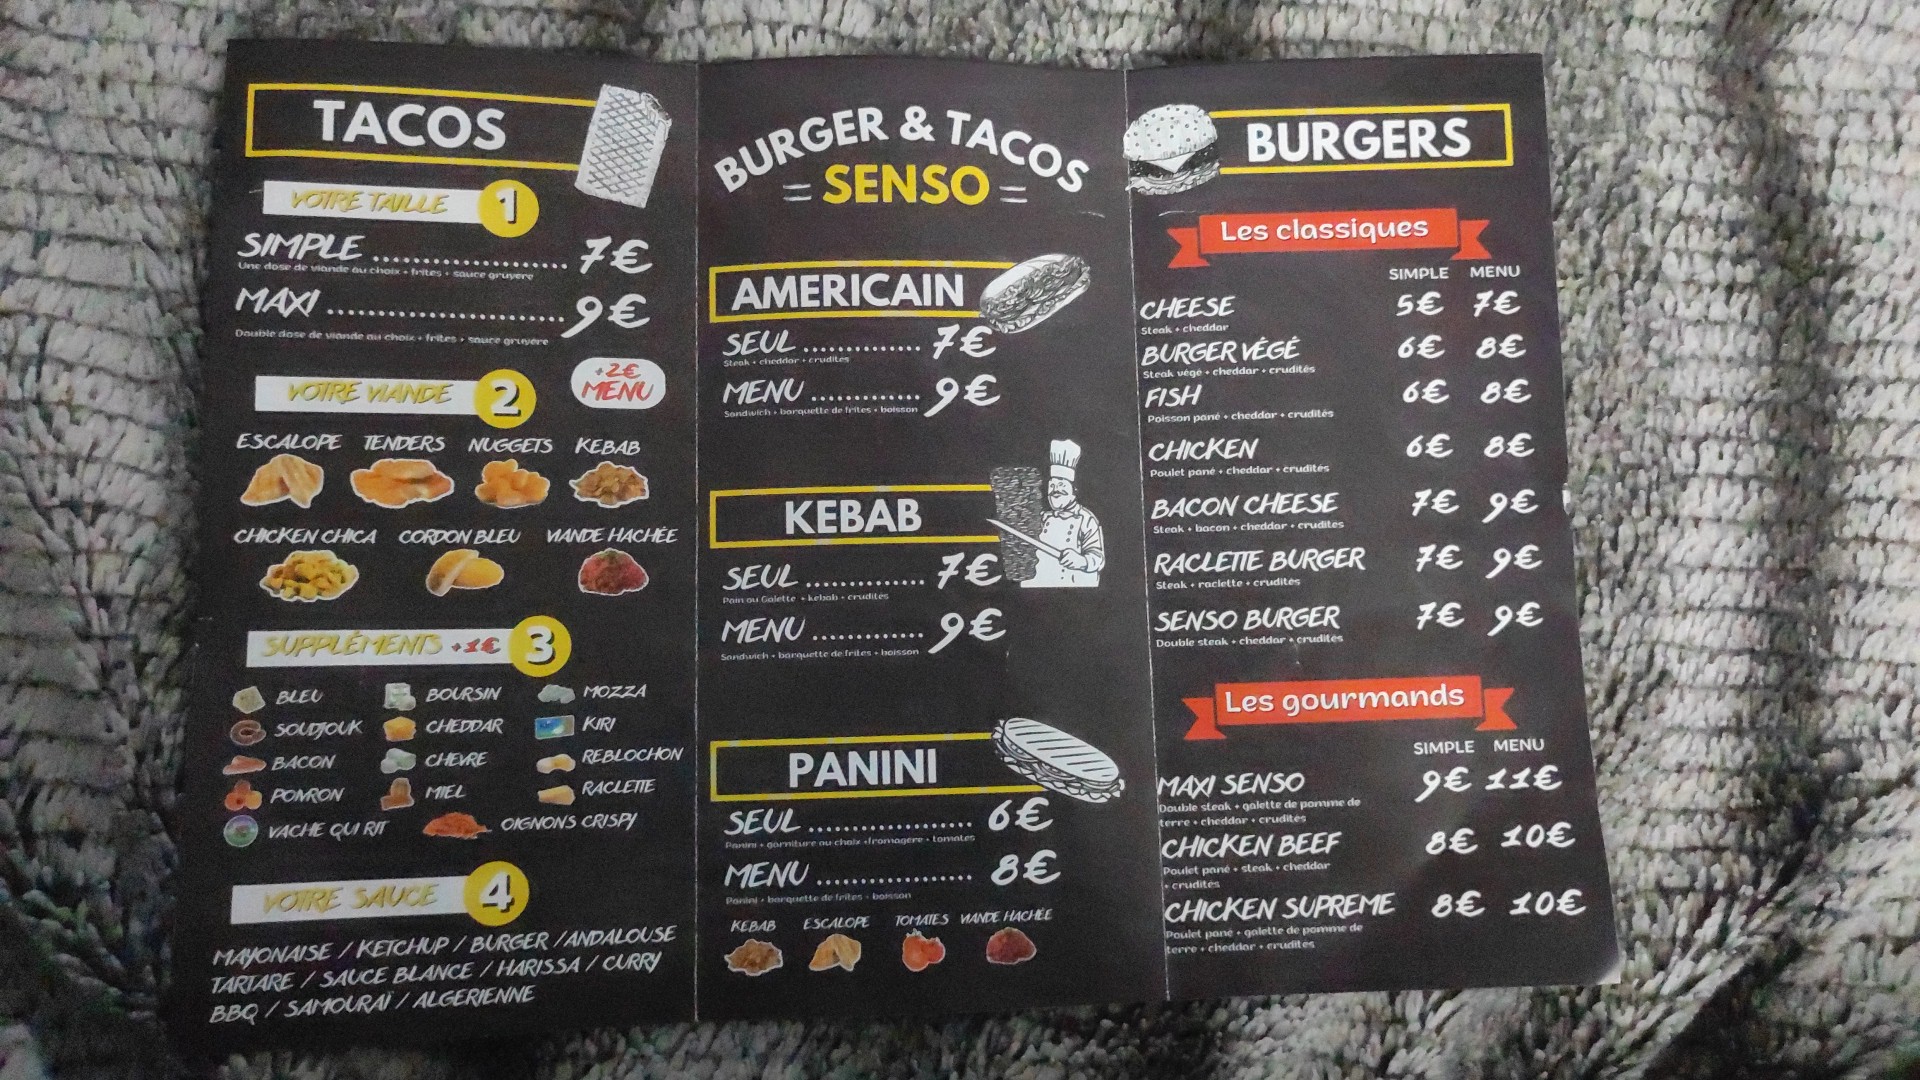 TACOS
VOTRE TAILLE 1
SIMPLE .................... 7€
Une dose de viande au choix + frites + sauce gruyère
MAXI ........................ 9€
Double dose de viande au choix + frites + sauce gruyère
+2€
MENU
VOTRE VIANDE 2
ESCALOPE TENDERS NUGGETS KEBAB
CHICKEN CHICA CORDON BLEU VIANDE HACHÉE
SUPPLÉMENTS +1€ 3
BLEU BOURSIN MOZZA
SOUDJOUK CHEDDAR KIRI
BACON CHEVRE REBLOCHON
POIVRON MIEL RACLETTE
VACHE QUI RIT OIGNONS CRISPY
VOTRE SAUCE 4
MAYONAISE / KETCHUP / BURGER / ANDALOUSE
TARTARE / SAUCE BLANCE / HARISSA / CURRY
BBQ / SAMOURAÏ / ALGERIENNE
BURGER & TACOS
= SENSO =
AMERICAIN
SEUL .............. 7€
Steak + cheddar + crudités
MENU ............. 9€
Sandwich + barquette de frites + boisson
KEBAB
SEUL .............. 7€
Pain ou Galette + kebab + crudités
MENU ............. 9€
Sandwich + barquette de frites + boisson
PANINI
SEUL ................... 6€
Panini + garniture au choix + fromagère + tomates
MENU .................. 8€
Panini + barquette de frites + boisson
KEBAB ESCALOPE TOMATES VIANDE HACHÉE
BURGERS
Les classiques
SIMPLE MENU
CHEESE 5€ 7€
Steak + cheddar
BURGER VÉGÉ 6€ 8€
Steak végé + cheddar + crudités
FISH 6€ 8€
Poisson pané + cheddar + crudités
CHICKEN 6€ 8€
Poulet pané + cheddar + crudités
BACON CHEESE 7€ 9€
Steak + bacon + cheddar + crudités
RACLETTE BURGER 7€ 9€
Steak + raclette + crudités
SENSO BURGER 7€ 9€
Double steak + cheddar + crudités
Les gourmands
SIMPLE MENU
MAXI SENSO 9€ 11€
Double steak + galette de pomme de
terre + cheddar + crudités
CHICKEN BEEF 8€ 10€
Poulet pané + steak + cheddar
+ crudités
CHICKEN SUPREME 8€ 10€
Poulet pané + galette de pomme de
terre + cheddar + crudités